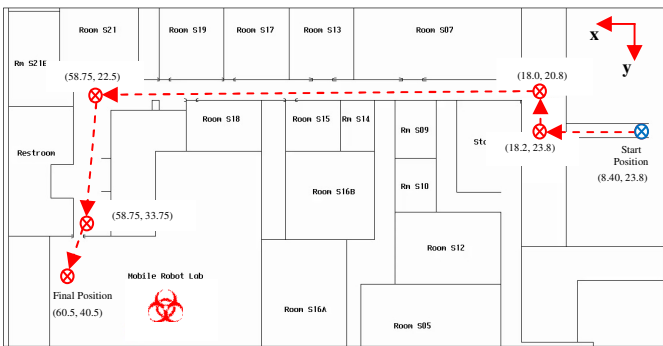 Room S21
Room S19
Room S17
Room S13
Room S07
x
y
Rm S21B
(58.75, 22.5)
(18.0, 20.8)
Room S18
Room S15
Rm S14
Rm S09
(18.2, 23.8)
Start
Position
(8.40, 23.8)
Restroom
Room S16B
Rm S10
(58.75, 33.75)
Room S12
Mobile Robot Lab
Final Position
(60.5, 40.5)
Room S16A
Room S05